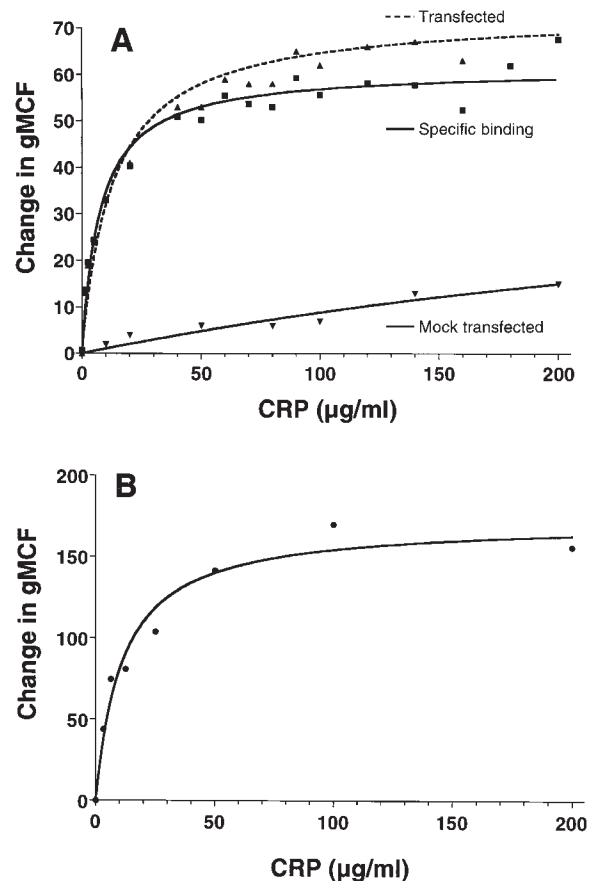 A
Transfected
70
60
50
40
30
20
10
0
Change in gMCF
Specific binding
Mock transfected
0 50 100 150 200
CRP (µg/ml)
B
200
150
100
50
0
Change in gMCF
0 50 100 150 200
CRP (µg/ml)